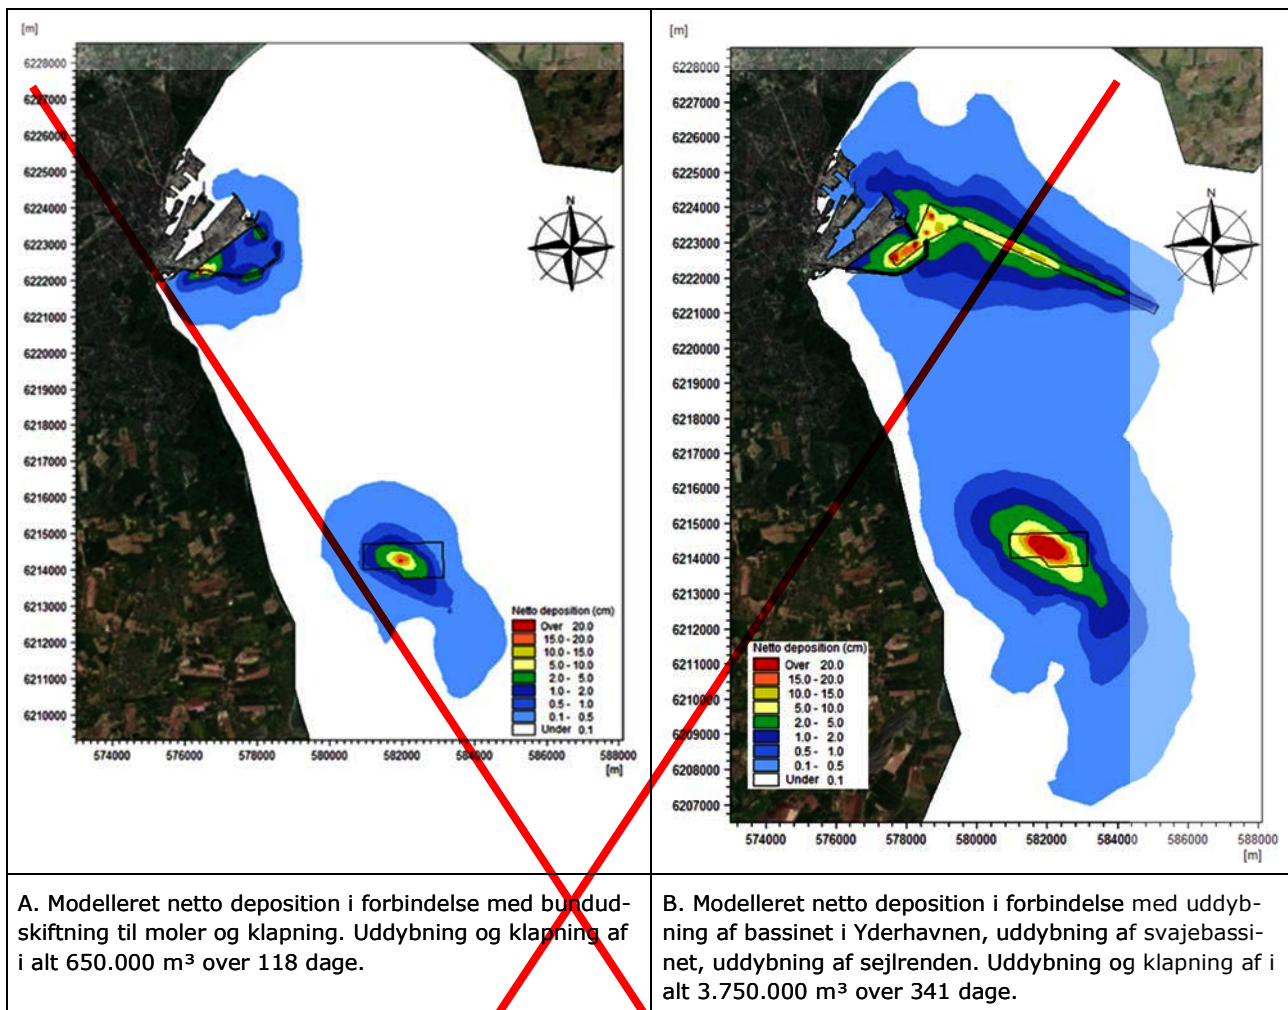 [m]
6228000
6227000
6226000
6225000
6224000
6223000
6222000
6221000
6220000
6219000
6218000
6217000
6216000
6215000
6214000
6213000
6212000
6211000
6210000
N
Netto deposition (cm)
Over 20.0
15.0 - 20.0
10.0 - 15.0
5.0 - 10.0
2.0 - 5.0
1.0 - 2.0
0.5 - 1.0
0.1 - 0.5
Under 0.1
574000 576000 578000 580000 582000 584000 586000 588000
[m]
A. Modelleret netto deposition i forbindelse med bundud-
skiftning til moler og klapning. Uddybning og klapning af
i alt 650.000 m³ over 118 dage.
[m]
6228000
6227000
6226000
6225000
6224000
6223000
6222000
6221000
6220000
6219000
6218000
6217000
6216000
6215000
6214000
6213000
6212000
6211000
6210000
6209000
6208000
6207000
N
Netto deposition (cm)
Over 20.0
15.0 - 20.0
10.0 - 15.0
5.0 - 10.0
2.0 - 5.0
1.0 - 2.0
0.5 - 1.0
0.1 - 0.5
Under 0.1
574000 576000 578000 580000 582000 584000 586000 588000
[m]
B. Modelleret netto deposition i forbindelse med uddyb-
ning af bassinet i Yderhavnen, uddybning af svajebassi-
net, uddybning af sejlrenden. Uddybning og klapning af i
alt 3.750.000 m³ over 341 dage.